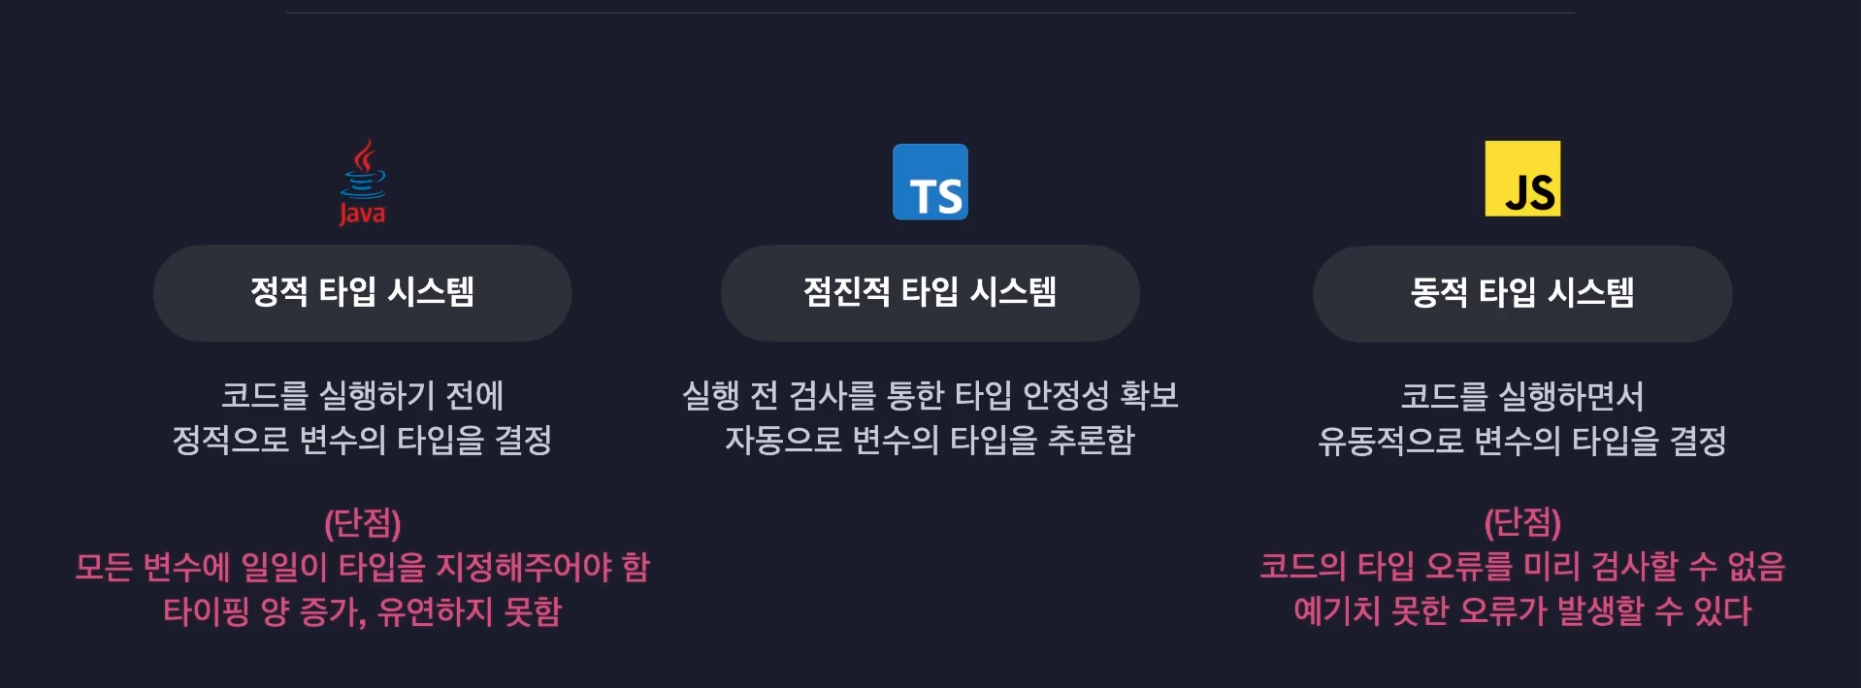 Java
정적 타입 시스템
코드를 실행하기 전에
정적으로 변수의 타입을 결정
(단점)
모든 변수에 일일이 타입을 지정해주어야 함
타이핑 양 증가, 유연하지 못함
TS
점진적 타입 시스템
실행 전 검사를 통한 타입 안정성 확보
자동으로 변수의 타입을 추론함
JS
동적 타입 시스템
코드를 실행하면서
유동적으로 변수의 타입을 결정
(단점)
코드의 타입 오류를 미리 검사할 수 없음
예기치 못한 오류가 발생할 수 있다